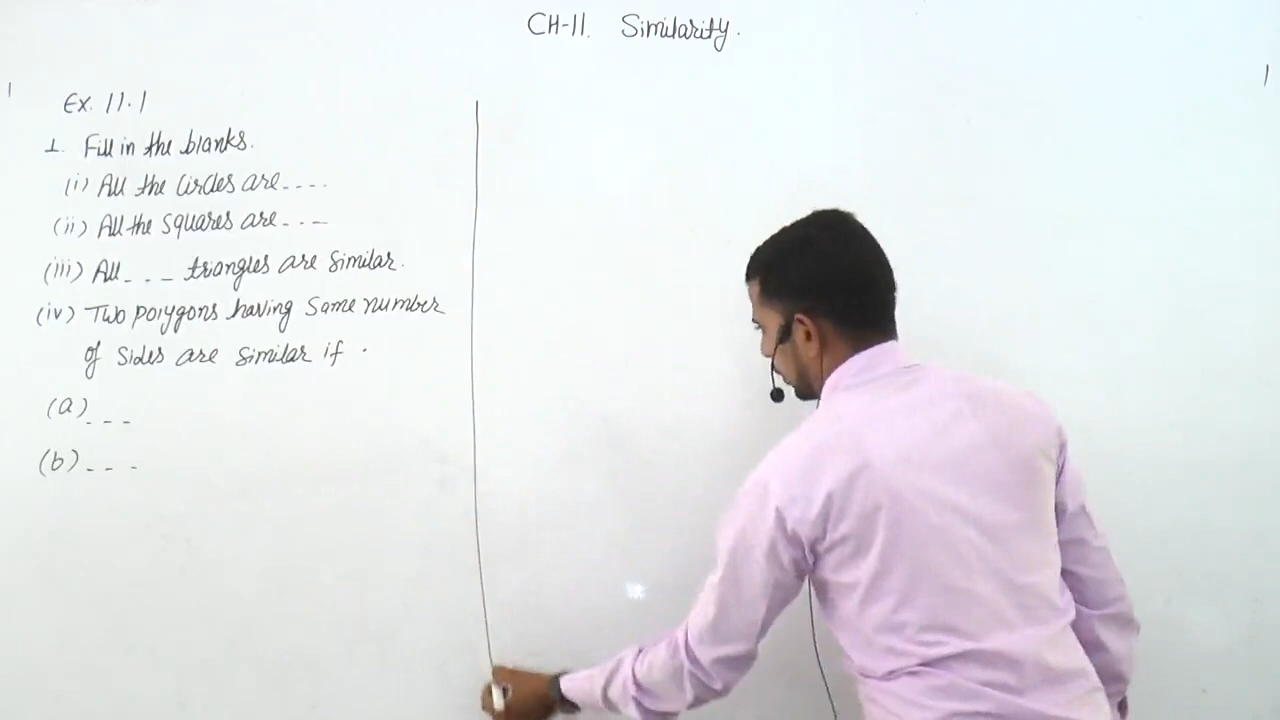 CH-11. Similarity.
Ex. 11.1
1. Fill in the blanks.
(i) All the Circles are ----
(ii) All the squares are ---
(iii) All --- triangles are similar.
(iv) Two polygons having same number
of sides are similar if .
(a) ---
(b) ---